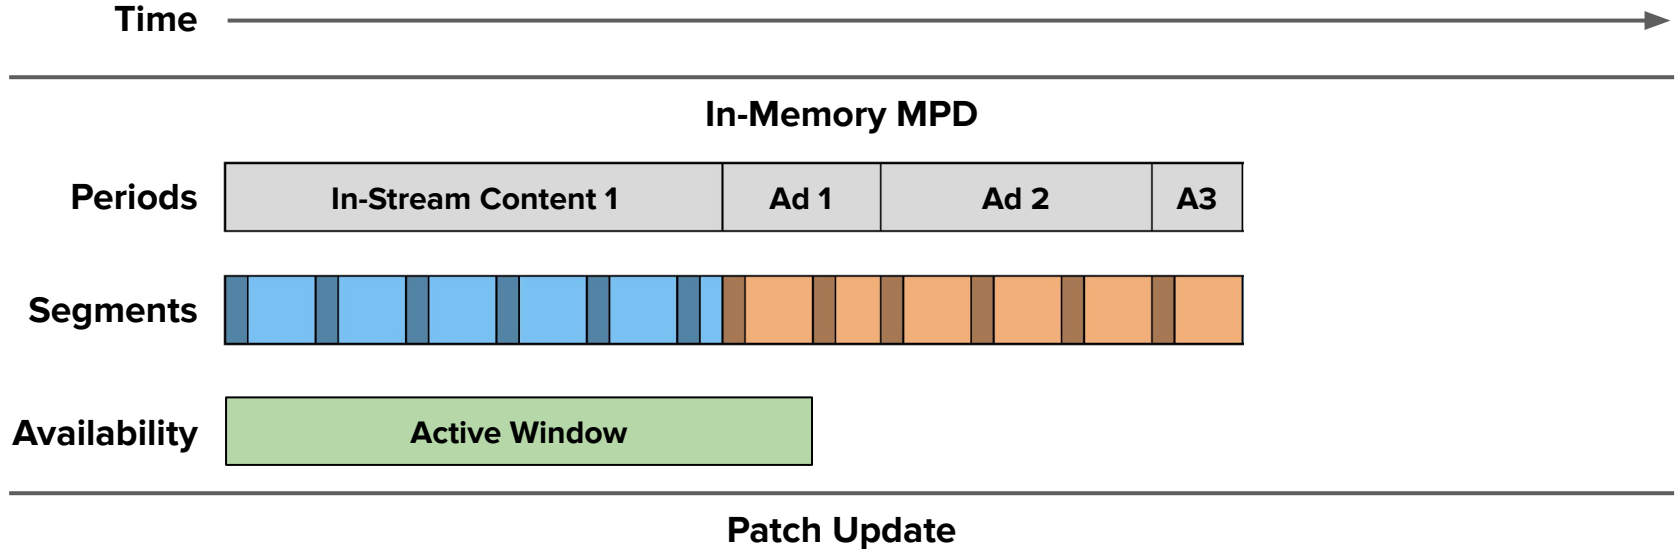 Time
In-Memory MPD
Periods In-Stream Content 1 Ad 1 Ad 2 A3
Segments
Availability Active Window
Patch Update